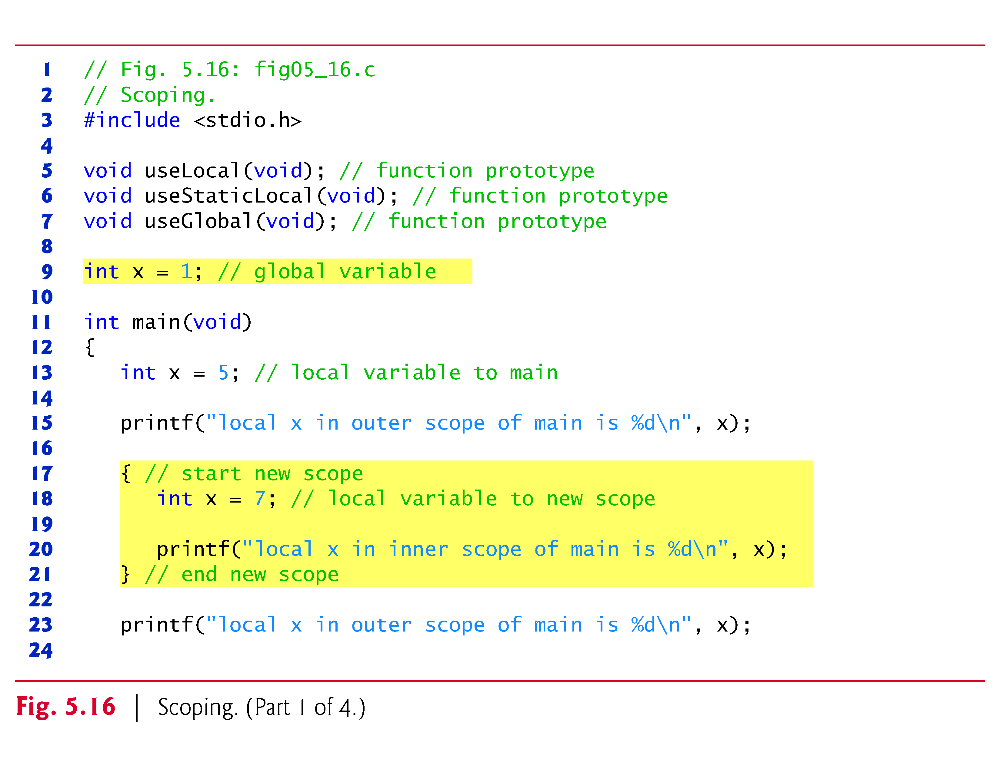 1 // Fig. 5.16: fig05_16.c
2 // Scoping.
3 #include <stdio.h>
4
5 void useLocal(void); // function prototype
6 void useStaticLocal(void); // function prototype
7 void useGlobal(void); // function prototype
8
9 int x = 1; // global variable
10
11 int main(void)
12 {
13    int x = 5; // local variable to main
14
15    printf("local x in outer scope of main is %d\n", x);
16
17    { // start new scope
18       int x = 7; // local variable to new scope
19
20       printf("local x in inner scope of main is %d\n", x);
21    } // end new scope
22
23    printf("local x in outer scope of main is %d\n", x);
24
Fig. 5.16 | Scoping. (Part 1 of 4.)